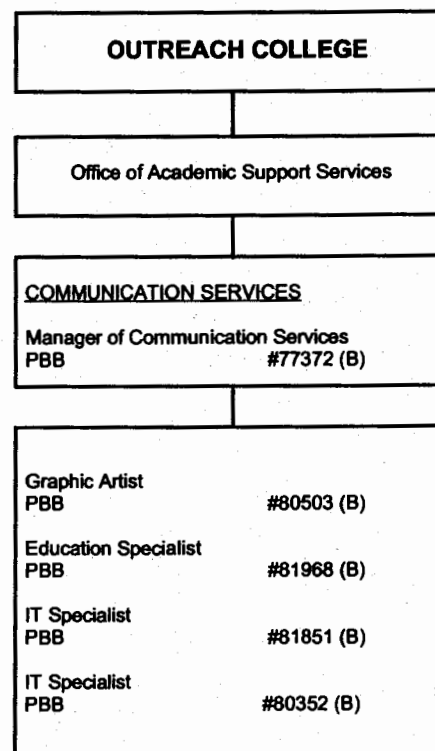 OUTREACH COLLEGE
Office of Academic Support Services
COMMUNICATION SERVICES
Manager of Communication Services
PBB #77372 (B)
Graphic Artist
PBB #80503 (B)
Education Specialist
PBB #81968 (B)
IT Specialist
PBB #81851 (B)
IT Specialist
PBB #80352 (B)